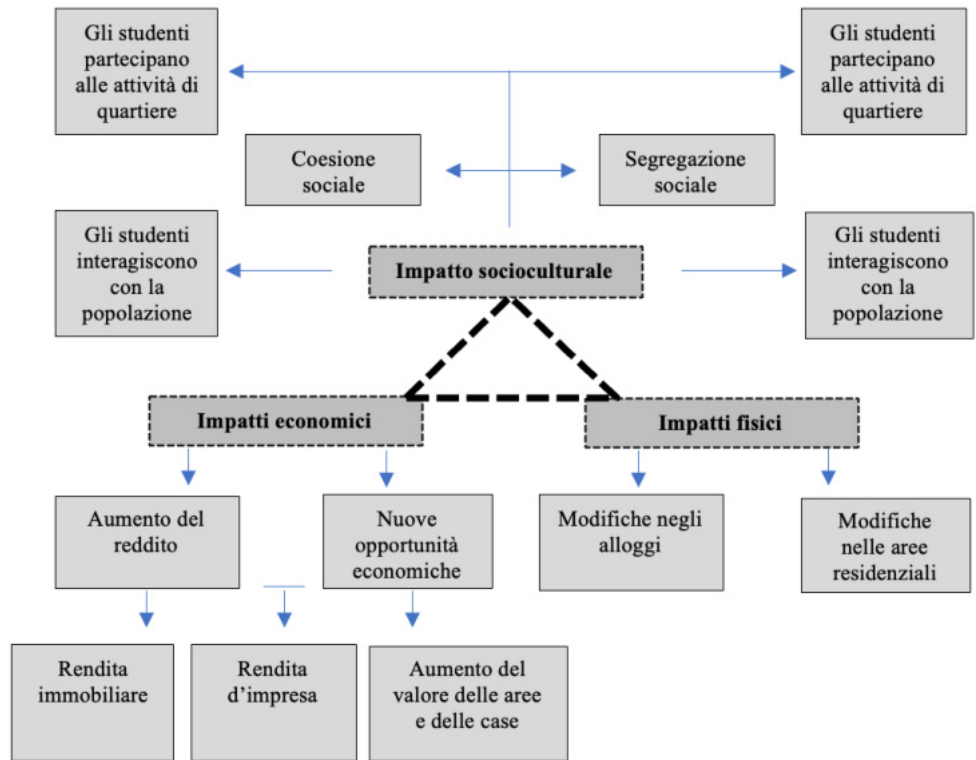 Gli studenti
partecipano
alle attività di
quartiere
Gli studenti
partecipano
alle attività di
quartiere
Coesione
sociale
Segregazione
sociale
Gli studenti
interagiscono
con la
popolazione
Impatto socioculturale
Gli studenti
interagiscono
con la
popolazione
Impatti economici
Impatti fisici
Aumento del
reddito
Nuove
opportunità
economiche
Modifiche negli
alloggi
Modifiche
nelle aree
residenziali
Rendita
immobiliare
Rendita
d’impresa
Aumento del
valore delle aree
e delle case